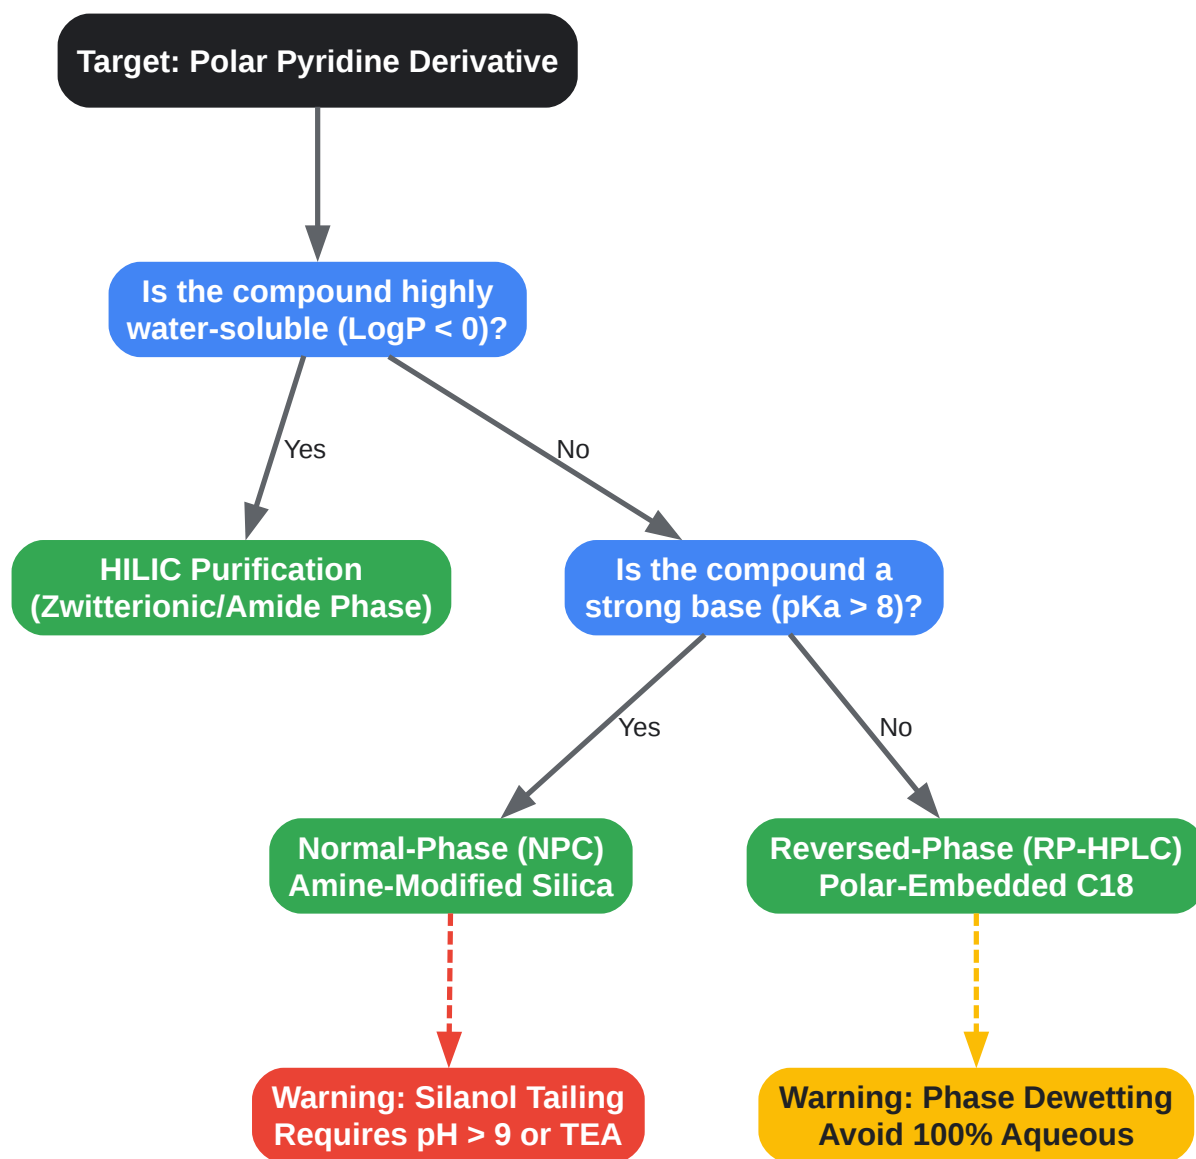 Target: Polar Pyridine Derivative
Is the compound highly
water-soluble (LogP < 0)?
Yes
No
HILIC Purification
(Zwitterionic/Amide Phase)
Is the compound a
strong base (pKa > 8)?
Yes
No
Normal-Phase (NPC)
Amine-Modified Silica
Reversed-Phase (RP-HPLC)
Polar-Embedded C18
Warning: Silanol Tailing
Requires pH > 9 or TEA
Warning: Phase Dewetting
Avoid 100% Aqueous